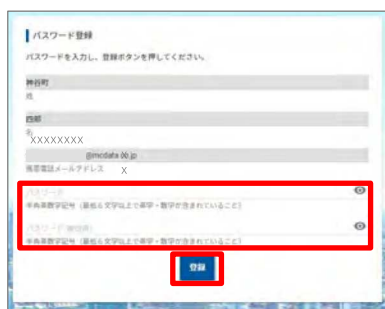 パスワード登録
パスワードを入力し、登録ボタンを押してください。
神谷町
姓
四郎
名
XXXXXXXX
@mcdata.bb.jp
携帯電話メールアドレス X
パスワード
半角英数字記号（最低６文字以上で英字・数字が含まれていること）
パスワード(確認用)
半角英数字記号（最低６文字以上で英字・数字が含まれていること）
登録